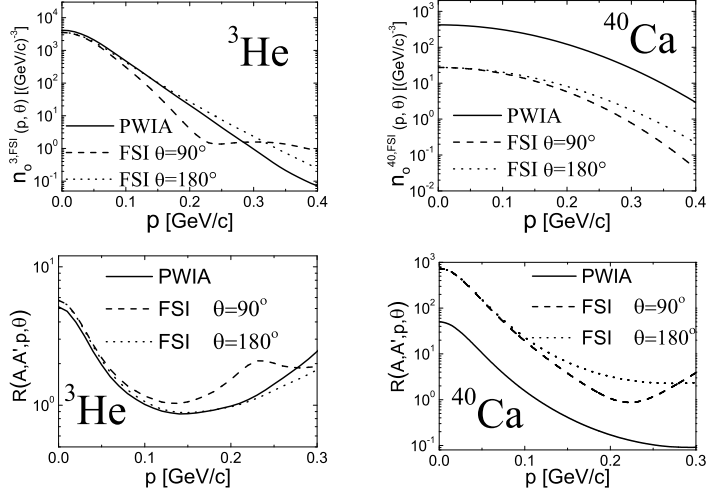 n₀³,FSI (p, θ) [(GeV/c)⁻³]
10⁴
10³
10²
10¹
10⁰
10⁻¹
³He
PWIA
FSI θ=90°
FSI θ=180°
0.0 0.1 0.2 0.3 0.4
p [GeV/c]
n₀⁴⁰,FSI (p, θ) [(GeV/c)⁻³]
10³
10²
10¹
10⁰
10⁻¹
10⁻²
⁴⁰Ca
PWIA
FSI θ=90°
FSI θ=180°
0.0 0.1 0.2 0.3 0.4
p [GeV/c]
R(A,A',p,θ)
10¹
10⁰
PWIA
FSI θ=90°
FSI θ=180°
³He
0.0 0.1 0.2 0.3
p [GeV/c]
R(A,A',p,θ)
10³
10²
10¹
10⁰
10⁻¹
PWIA
FSI θ=90°
FSI θ=180°
⁴⁰Ca
0.0 0.1 0.2 0.3
p [GeV/c]